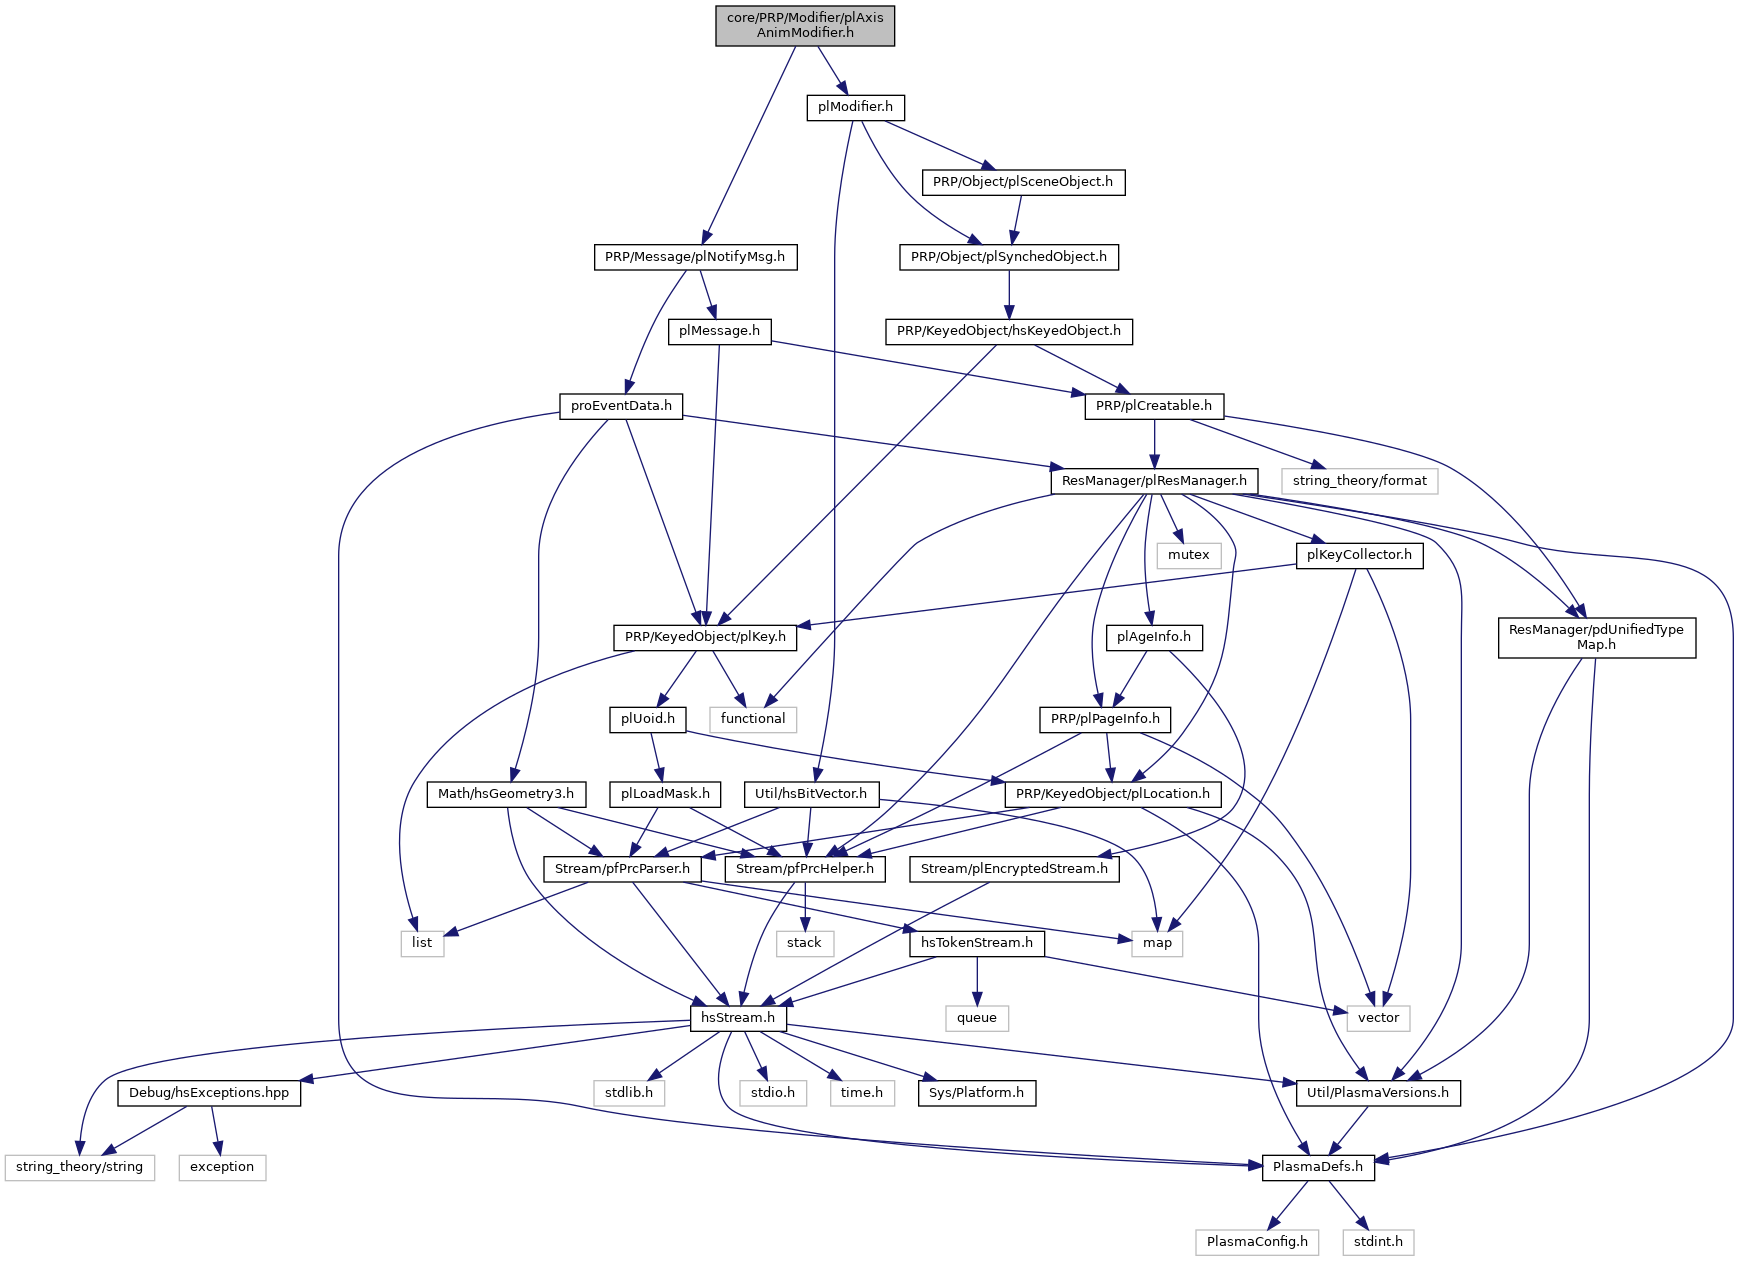 core/PRP/Modifier/plAxis
AnimModifier.h
plModifier.h
PRP/Object/plSceneObject.h
PRP/Message/plNotifyMsg.h
PRP/Object/plSynchedObject.h
plMessage.h
PRP/KeyedObject/hsKeyedObject.h
proEventData.h
PRP/plCreatable.h
ResManager/plResManager.h
string_theory/format
mutex
plKeyCollector.h
PRP/KeyedObject/plKey.h
plAgeInfo.h
ResManager/pdUnifiedType
Map.h
plUoid.h
functional
PRP/plPageInfo.h
Math/hsGeometry3.h
plLoadMask.h
Util/hsBitVector.h
PRP/KeyedObject/plLocation.h
Stream/pfPrcParser.h
Stream/pfPrcHelper.h
Stream/plEncryptedStream.h
list
stack
hsTokenStream.h
map
hsStream.h
queue
vector
Debug/hsExceptions.hpp
stdlib.h
stdio.h
time.h
Sys/Platform.h
Util/PlasmaVersions.h
string_theory/string
exception
PlasmaDefs.h
PlasmaConfig.h
stdint.h